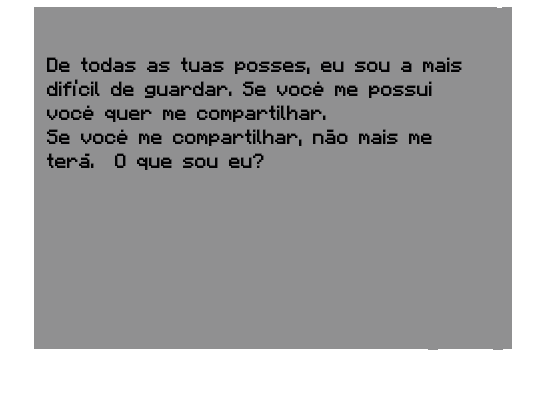 De todas as tuas posses, eu sou a mais
difícil de guardar. Se você me possui
você quer me compartilhar.
Se você me compartilhar, não mais me
terá.  O que sou eu?